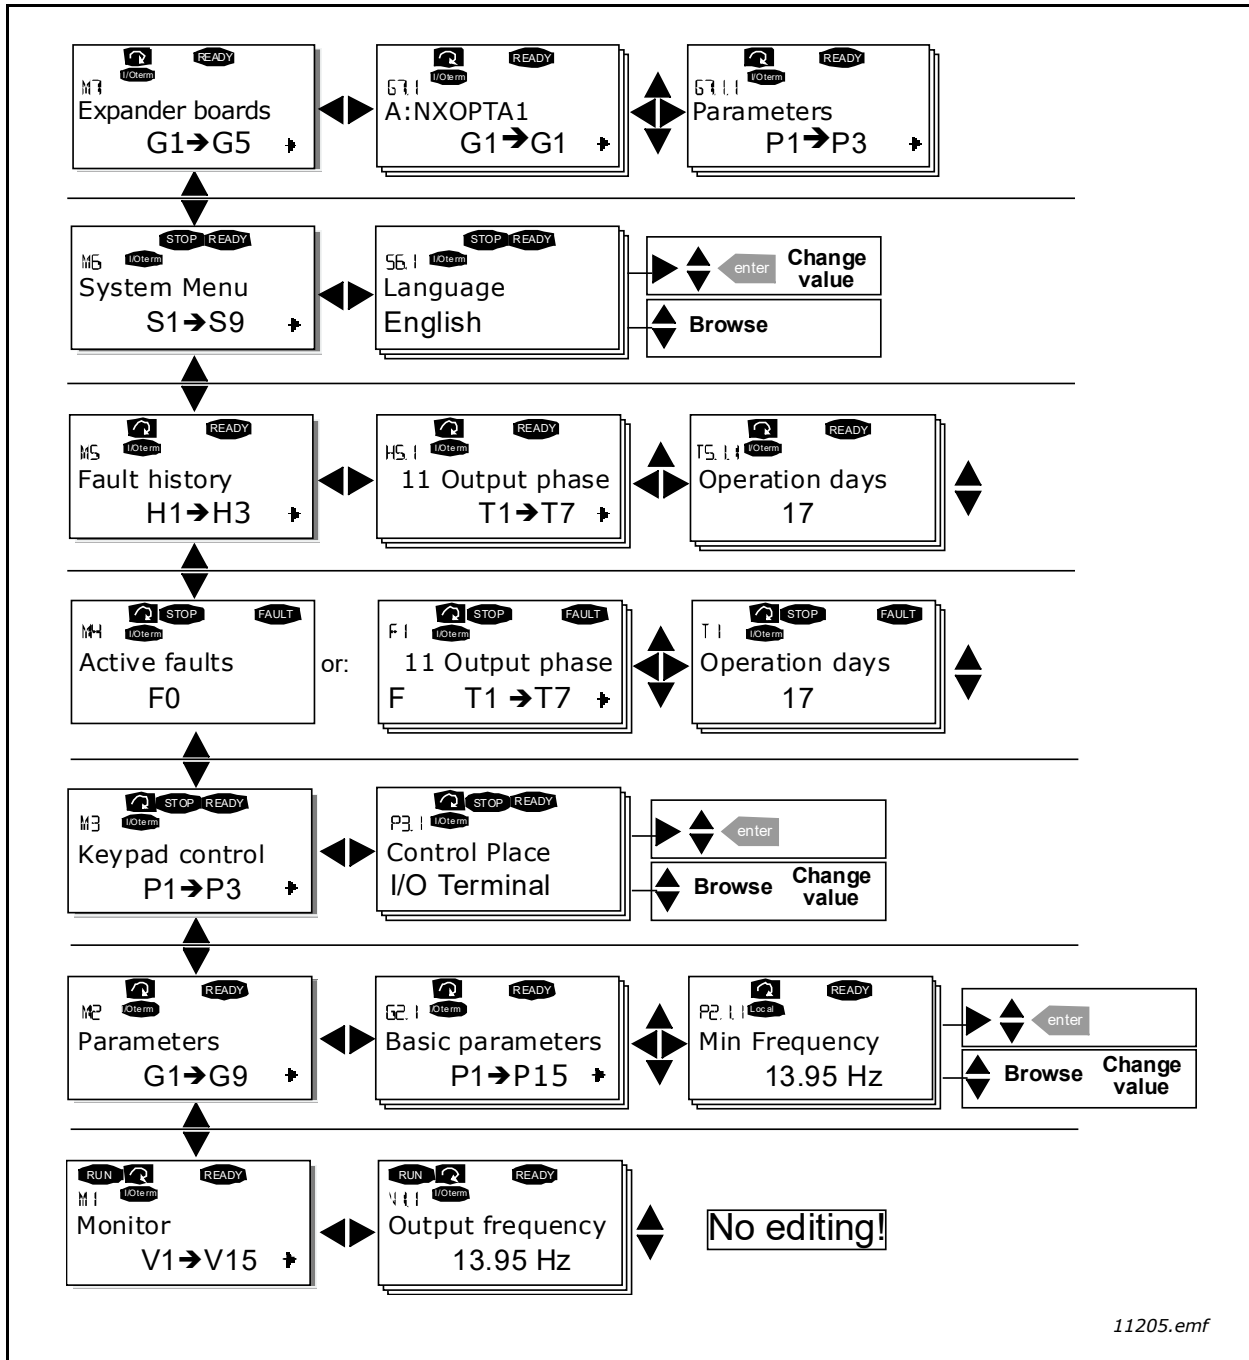 READY
READY
READY
I/Oterm
I/Oterm
I/Oterm
M7
G7.1
G7.1.1
Expander boards
A:NXOPTA1
Parameters
G1➔G5
G1➔G1
P1➔P3
STOP READY
STOP READY
M6 I/Oterm
S6.1 I/Oterm
System Menu
Language
enter
Change value
S1➔S9
English
Browse
READY
READY
READY
M5 I/Oterm
H5.1 I/Oterm
I/Oterm
Fault history
11 Output phase
Operation days
H1➔H3
T1➔T7
17
STOP FAULT
STOP FAULT
STOP FAULT
M4 I/Oterm
F1 I/Oterm
T1 I/Oterm
Active faults
or:
11 Output phase
Operation days
F0
F T1➔T7
17
STOP READY
STOP READY
M3 I/Oterm
P3.1 I/Oterm
Keypad control
Control Place
enter
P1➔P3
I/O Terminal
Browse
Change value
READY
READY
READY
M2 I/Oterm
G2.1 I/Oterm
P2.1.1 Local
Parameters
Basic parameters
Min Frequency
enter
G1➔G9
P1➔P15
13.95 Hz
Browse
Change value
RUN READY
RUN READY
M1 I/Oterm
V1.1 I/Oterm
Monitor
Output frequency
No editing!
V1➔V15
13.95 Hz
11205.emf